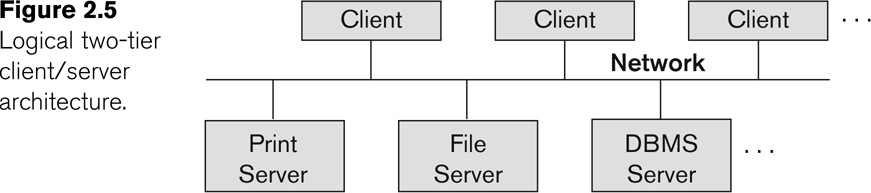 Figure 2.5
Logical two-tier
client/server
architecture.
Client
Client
Client
. . .
Network
Print
Server
File
Server
DBMS
Server
. . .